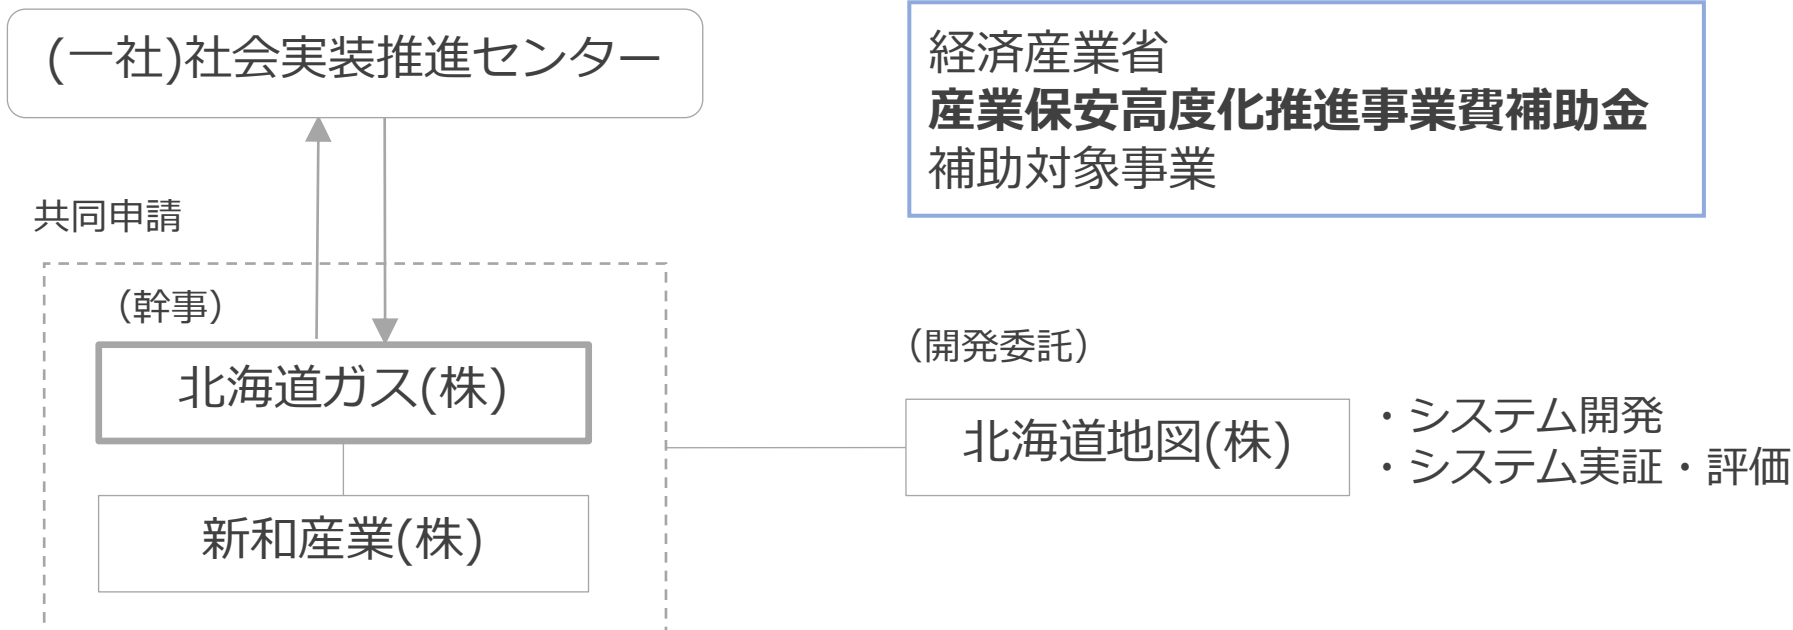 (一社)社会実装推進センター
経済産業省
産業保安高度化推進事業費補助金
補助対象事業
共同申請
（幹事）
北海道ガス(株)
新和産業(株)
（開発委託）
北海道地図(株)
・システム開発
・システム実証・評価